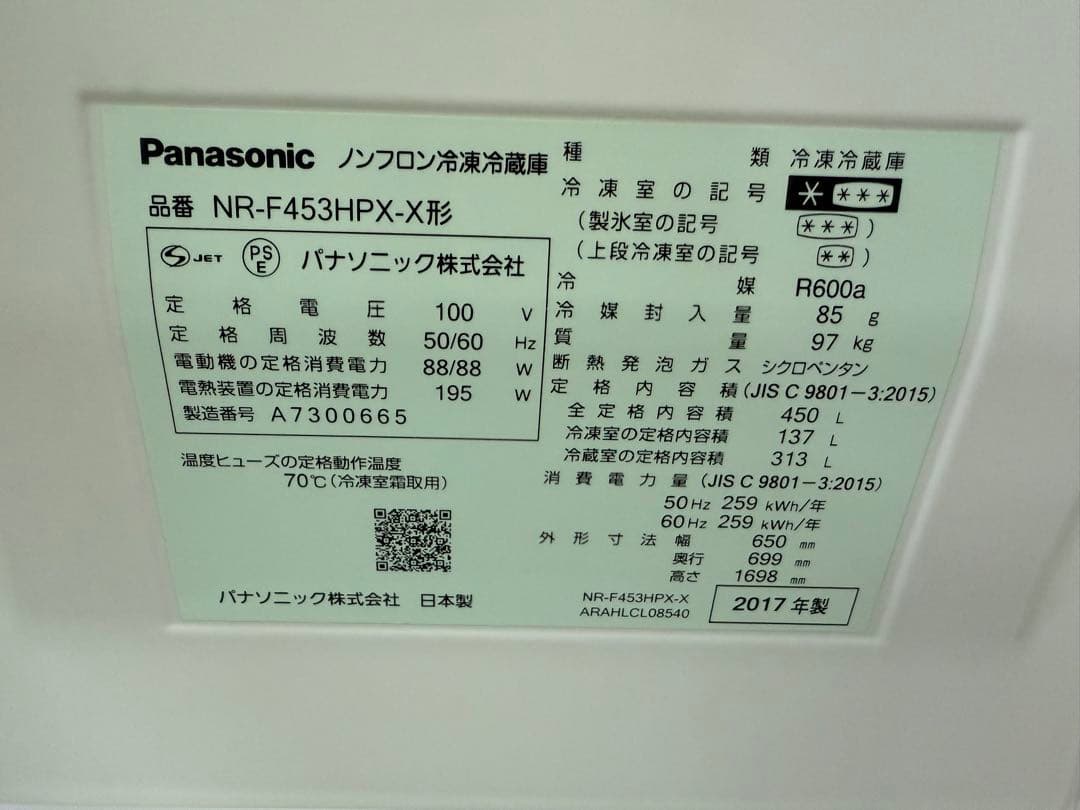 Panasonic ノンフロン冷凍冷蔵庫
品番 NR-F453HPX-X形
S JET PS E パナソニック株式会社
定格電圧 100 V
定格周波数 50/60 Hz
電動機の定格消費電力 88/88 W
電熱装置の定格消費電力 195 W
製造番号 A7300665
温度ヒューズの定格動作温度
70℃(冷凍室霜取用)
パナソニック株式会社 日本製
種類 冷凍冷蔵庫
冷凍室の記号 * ***
(製氷室の記号 ***)
(上段冷凍室の記号 **)
冷媒 R600a
冷媒封入量 85 g
質量 97 kg
断熱発泡ガス シクロペンタン
定格内容積(JIS C 9801-3:2015)
全定格内容積 450 L
冷凍室の定格内容積 137 L
冷蔵室の定格内容積 313 L
消費電力量(JIS C 9801-3:2015)
50Hz 259 kWh/年
60Hz 259 kWh/年
外形寸法幅 650 mm
奥行 699 mm
高さ 1698 mm
NR-F453HPX-X
ARAHLCL08540
2017年製